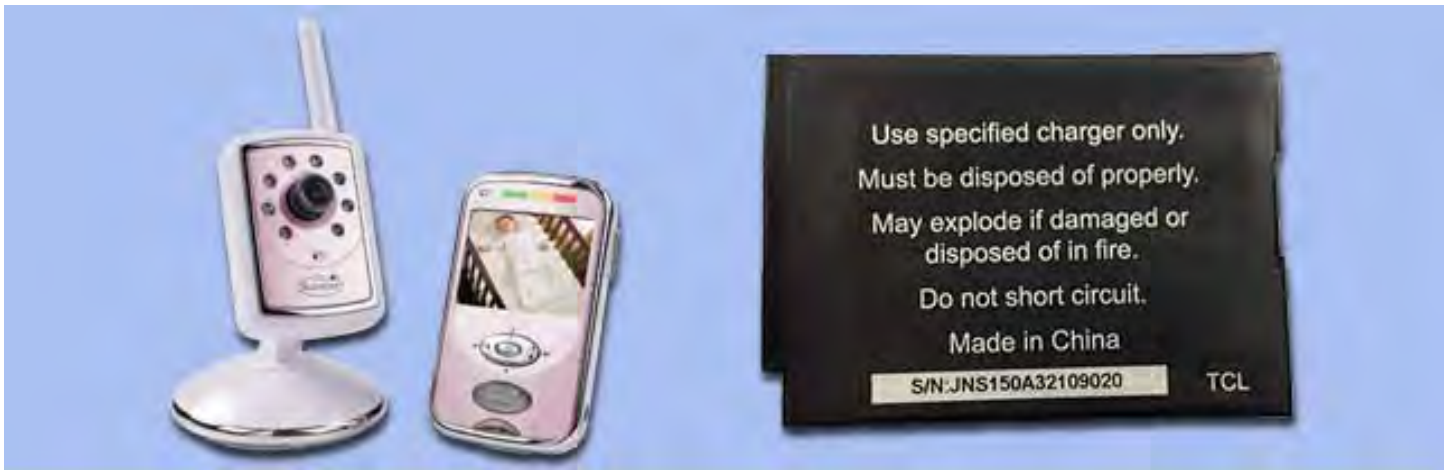 Use specified charger only.
Must be disposed of properly.
May explode if damaged or
disposed of in fire.
Do not short circuit.
Made in China
S/N:JNS150A32109020
TCL